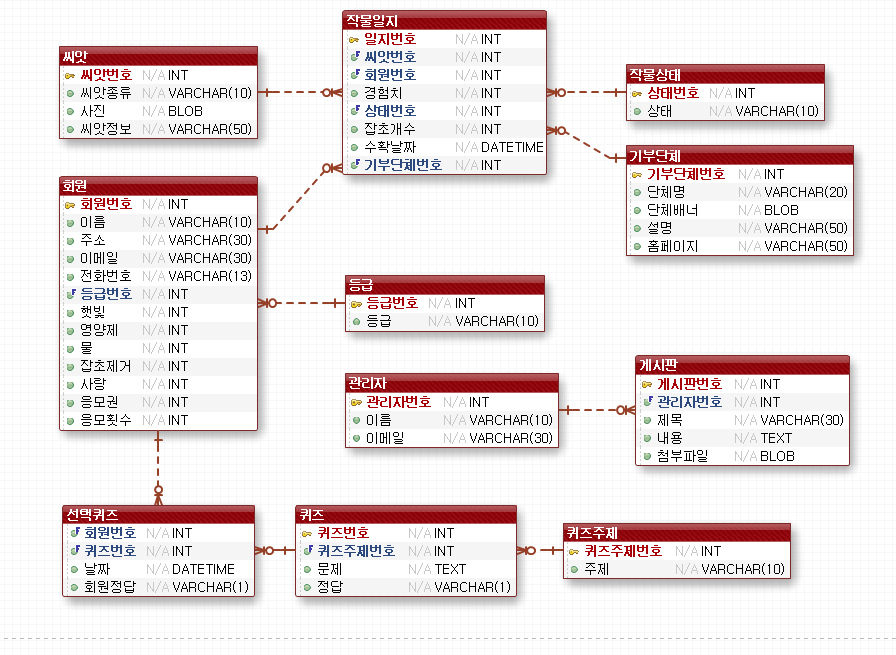 작물일지
일지번호 N/A INT
씨앗번호 N/A INT
회원번호 N/A INT
경험치 N/A INT
상태번호 N/A INT
잡초개수 N/A INT
수확날짜 N/A DATETIME
기부단체번호 N/A INT
씨앗
씨앗번호 N/A INT
씨앗종류 N/A VARCHAR(10)
사진 N/A BLOB
씨앗정보 N/A VARCHAR(50)
작물상태
상태번호 N/A INT
상태 N/A VARCHAR(10)
기부단체
기부단체번호 N/A INT
단체명 N/A VARCHAR(20)
단체배너 N/A BLOB
설명 N/A VARCHAR(50)
홈페이지 N/A VARCHAR(50)
회원
회원번호 N/A INT
이름 N/A VARCHAR(10)
주소 N/A VARCHAR(30)
이메일 N/A VARCHAR(30)
전화번호 N/A VARCHAR(13)
등급번호 N/A INT
햇빛 N/A INT
영양제 N/A INT
물 N/A INT
잡초제거 N/A INT
사랑 N/A INT
응모권 N/A INT
응모횟수 N/A INT
등급
등급번호 N/A INT
등급 N/A VARCHAR(10)
관리자
관리자번호 N/A INT
이름 N/A VARCHAR(10)
이메일 N/A VARCHAR(30)
게시판
게시판번호 N/A INT
관리자번호 N/A INT
제목 N/A VARCHAR(30)
내용 N/A TEXT
첨부파일 N/A BLOB
선택퀴즈
회원번호 N/A INT
퀴즈번호 N/A INT
날짜 N/A DATETIME
회원정답 N/A VARCHAR(1)
퀴즈
퀴즈번호 N/A INT
퀴즈주제번호 N/A INT
문제 N/A TEXT
정답 N/A VARCHAR(1)
퀴즈주제
퀴즈주제번호 N/A INT
주제 N/A VARCHAR(10)